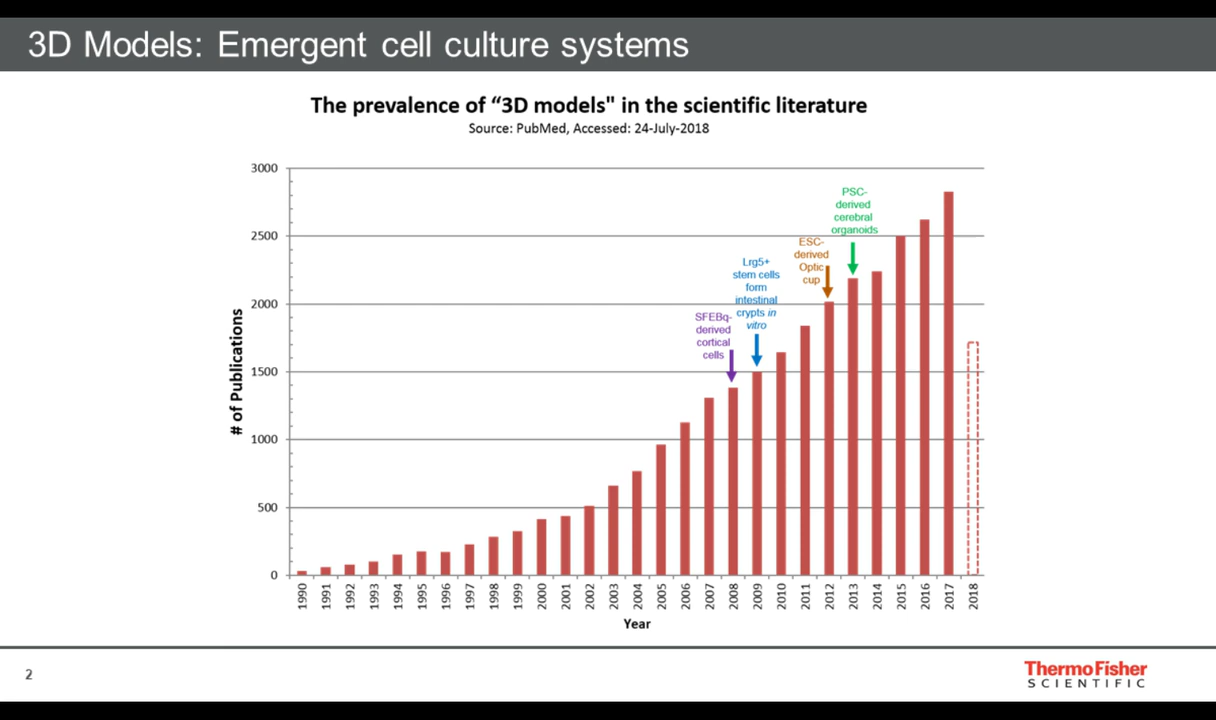 3D Models: Emergent cell culture systems
The prevalence of “3D models" in the scientific literature
Source: PubMed, Accessed: 24-July-2018
# of Publications
3000
2500
2000
1500
1000
500
0
SFEBq-
derived
cortical
cells
Lrg5+
stem cells
form
intestinal
crypts in
vitro
ESC-
derived
Optic
cup
PSC-
derived
cerebral
organoids
1990
1991
1992
1993
1994
1995
1996
1997
1998
1999
2000
2001
2002
2003
2004
2005
2006
2007
2008
2009
2010
2011
2012
2013
2014
2015
2016
2017
2018
Year
2
ThermoFisher
SCIENTIFIC